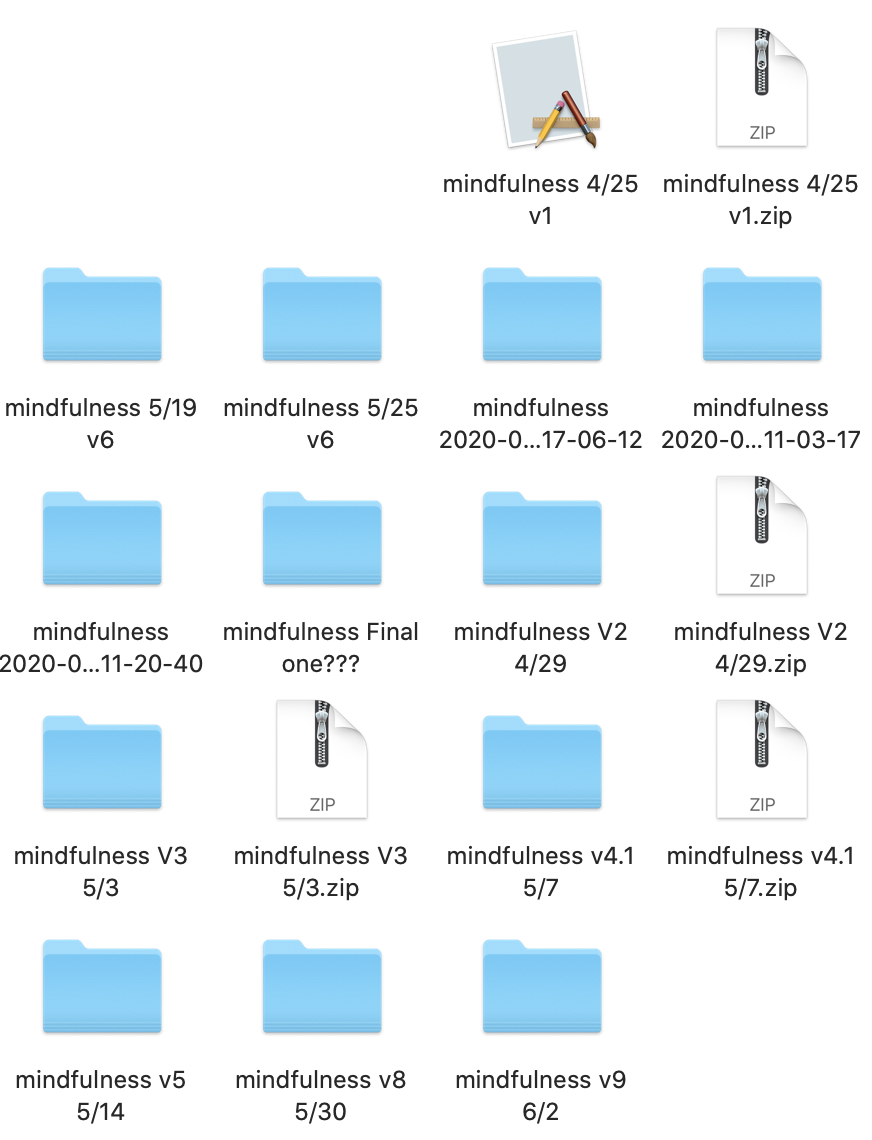 mindfulness 4/25
v1
ZIP
mindfulness 4/25
v1.zip
mindfulness 5/19
v6
mindfulness 5/25
v6
mindfulness
2020-0...17-06-12
mindfulness
2020-0...11-03-17
mindfulness
2020-0...11-20-40
mindfulness Final
one???
mindfulness V2
4/29
ZIP
mindfulness V2
4/29.zip
mindfulness V3
5/3
ZIP
mindfulness V3
5/3.zip
mindfulness v4.1
5/7
ZIP
mindfulness v4.1
5/7.zip
mindfulness v5
5/14
mindfulness v8
5/30
mindfulness v9
6/2